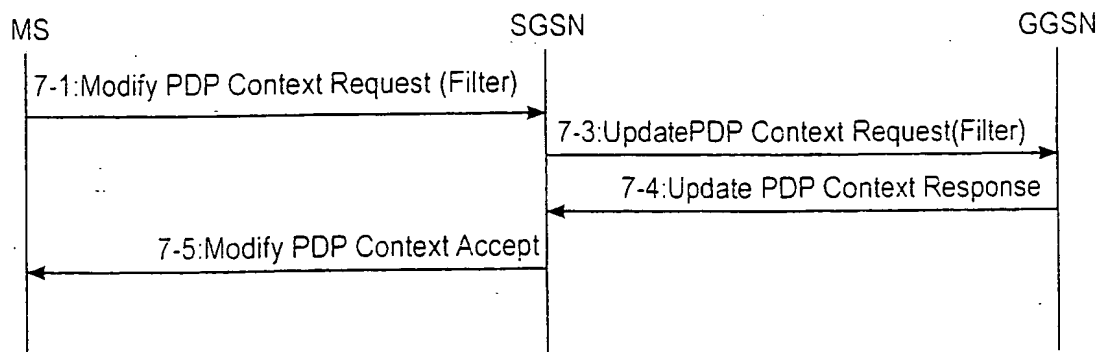 MS
SGSN
GGSN
7-1:Modify PDP Context Request (Filter)
7-3:UpdatePDP Context Request(Filter)
7-4:Update PDP Context Response
7-5:Modify PDP Context Accept